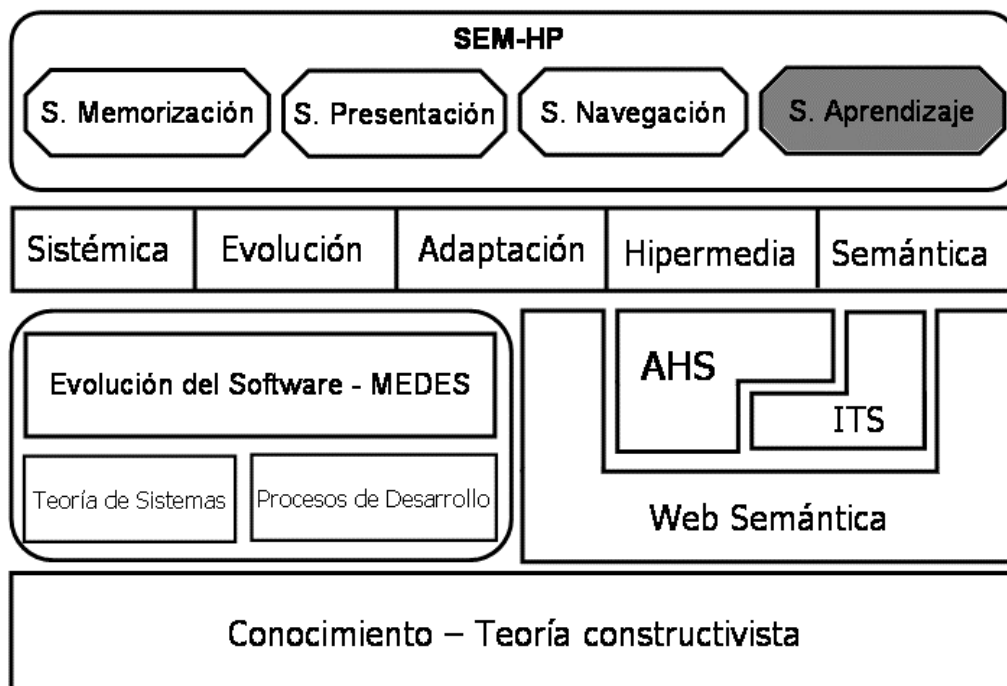 SEM-HP
S. Memorización
S. Presentación
S. Navegación
S. Aprendizaje
Sistémica
Evolución
Adaptación
Hipermedia
Semántica
Evolución del Software - MEDES
Teoría de Sistemas
Procesos de Desarrollo
AHS
ITS
Web Semántica
Conocimiento – Teoría constructivista